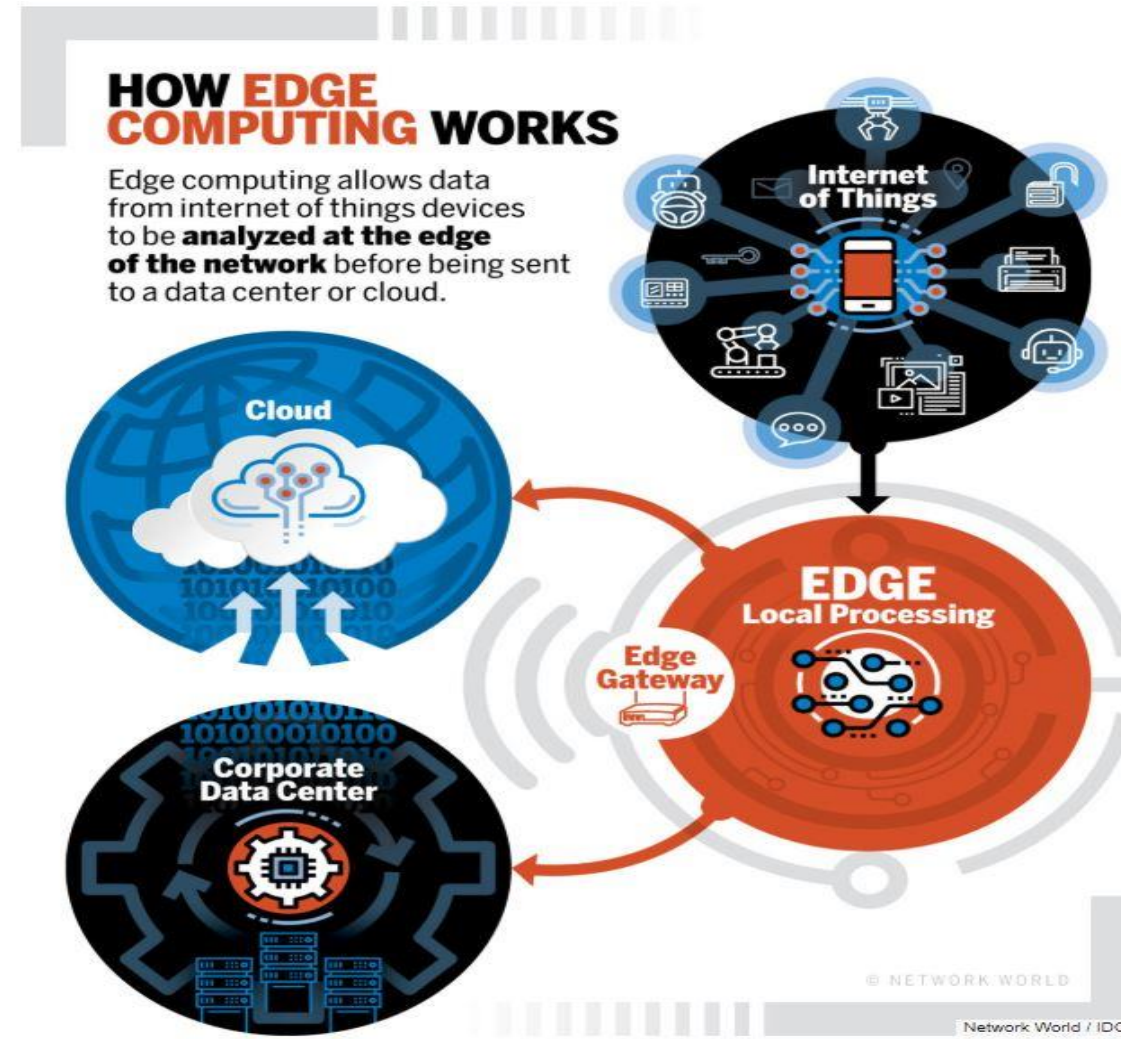 HOW EDGE
COMPUTING WORKS
Edge computing allows data
from internet of things devices
to be analyzed at the edge
of the network before being sent
to a data center or cloud.
Internet
of Things
Cloud
EDGE
Local Processing
Edge
Gateway
101010010100
Corporate
Data Center
© NETWORK WORLD
Network World / IDG